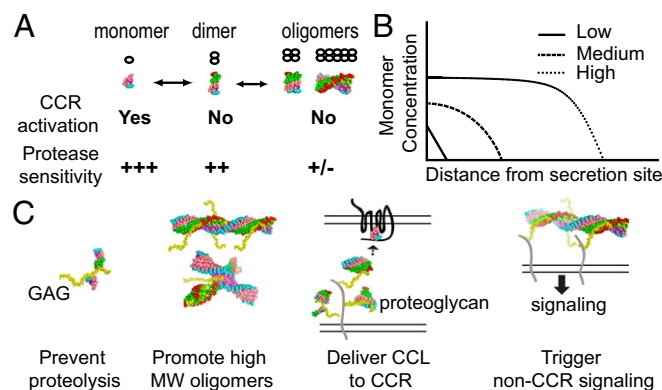 A
monomer
dimer
oligomers
CCR
activation
Yes
No
No
Protease
sensitivity
+++
++
+/-
B
Low
Medium
High
Monomer
Concentration
Distance from secretion site
C
GAG
proteoglycan
signaling
Prevent
proteolysis
Promote high
MW oligomers
Deliver CCL
to CCR
Trigger
non-CCR signaling